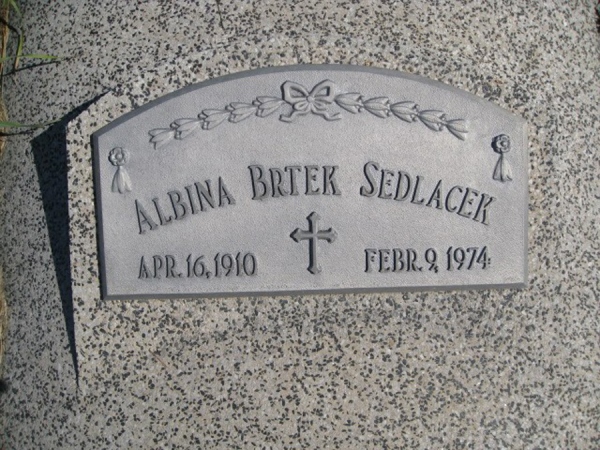 ALBINA BRTEK SEDLACEK
APR. 16, 1910 FEBR. 9, 1974